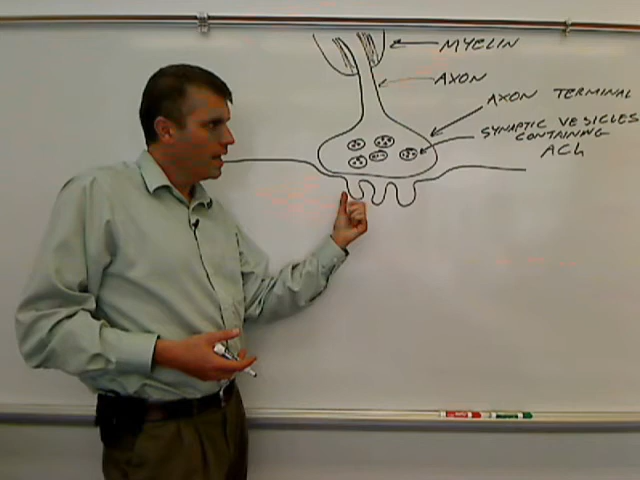 MYELIN
AXON
AXON TERMINAL
SYNAPTIC VESICLES
CONTAINING
ACh